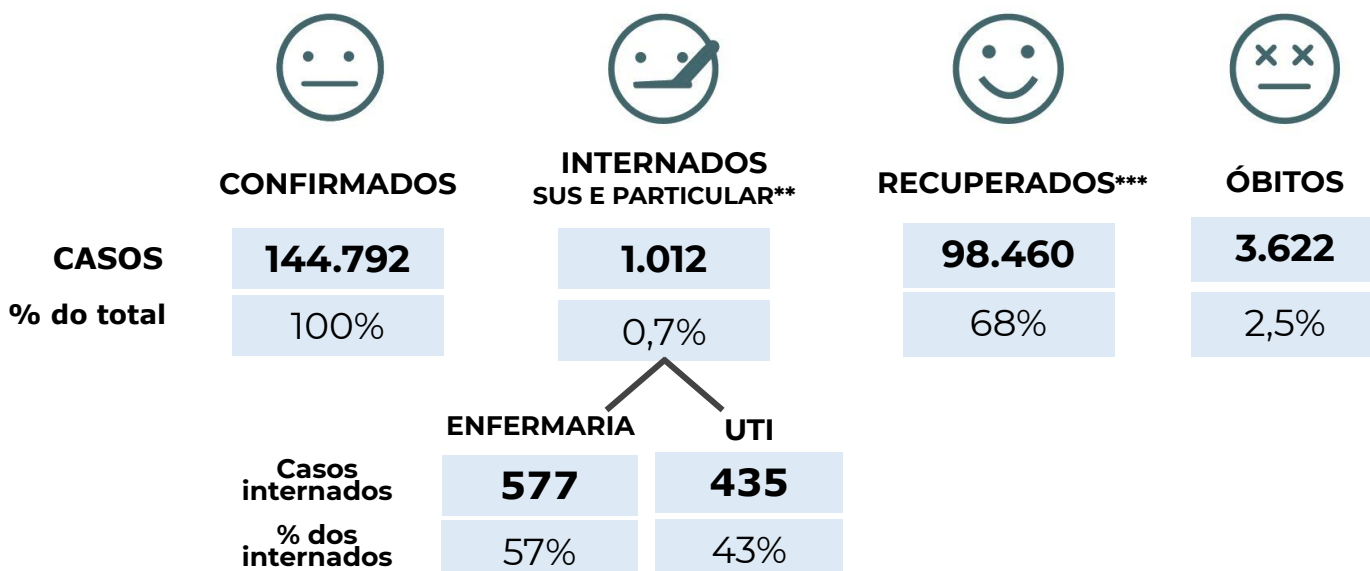 CONFIRMADOS
INTERNADOS
SUS E PARTICULAR**
RECUPERADOS***
ÓBITOS
CASOS
144.792
1.012
98.460
3.622
% do total
100%
0,7%
68%
2,5%
ENFERMARIA
UTI
Casos
internados
577
435
% dos
internados
57%
43%